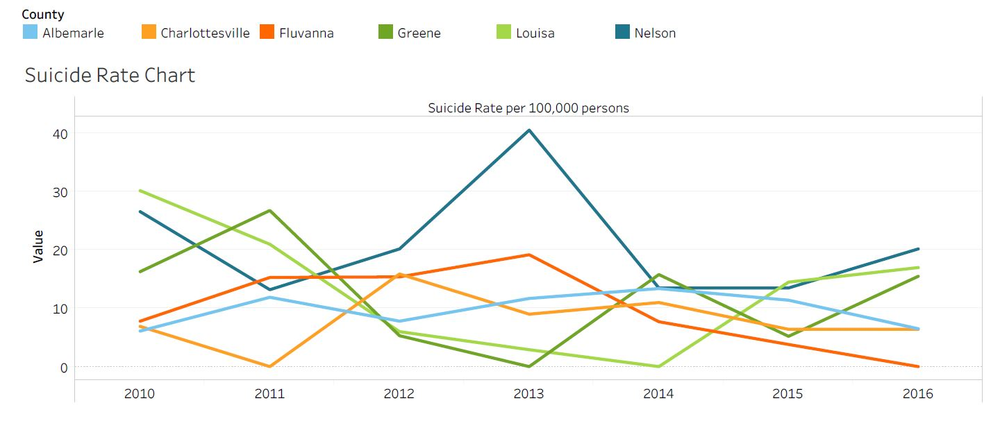 County
Albemarle Charlottesville Fluvanna Greene Louisa Nelson
Suicide Rate Chart
Suicide Rate per 100,000 persons
40
30
20
10
0
Value
2010 2011 2012 2013 2014 2015 2016